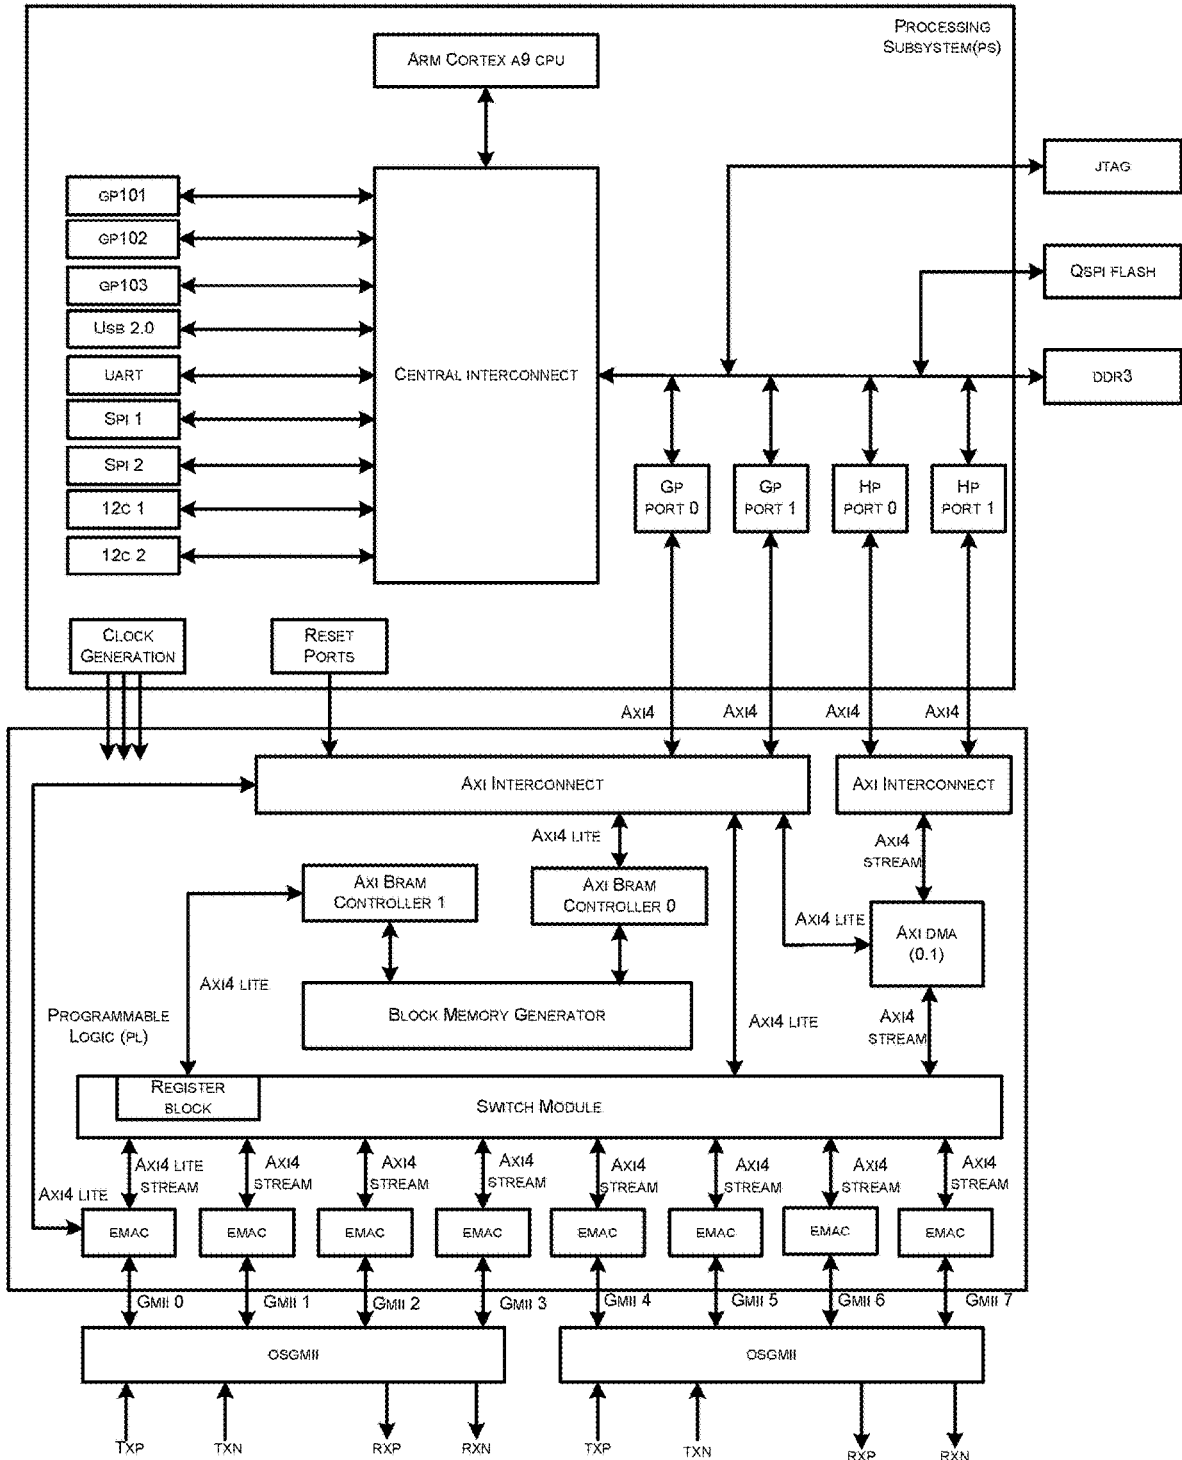 PROCESSING
SUBSYSTEM(PS)
ARM CORTEX A9 CPU
JTAG
GP101
GP102
QSPI FLASH
GP103
USB 2.0
UART
CENTRAL INTERCONNECT
DDR3
SPI 1
SPI 2
GP
PORT 0
GP
PORT 1
HP
PORT 0
HP
PORT 1
12C 1
12C 2
CLOCK
GENERATION
RESET
PORTS
AXI4
AXI4
AXI4
AXI4
AXI INTERCONNECT
AXI INTERCONNECT
AXI4 LITE
AXI4
STREAM
AXI BRAM
CONTROLLER 1
AXI BRAM
CONTROLLER 0
AXI4 LITE
AXI DMA
(0.1)
AXI4 LITE
PROGRAMMABLE
LOGIC (PL)
BLOCK MEMORY GENERATOR
AXI4 LITE
AXI4
STREAM
REGISTER
BLOCK
SWITCH MODULE
AXI4 LITE
STREAM
AXI4
STREAM
AXI4
STREAM
AXI4
STREAM
AXI4
STREAM
AXI4
STREAM
AXI4
STREAM
AXI4
STREAM
AXI4 LITE
EMAC
EMAC
EMAC
EMAC
EMAC
EMAC
EMAC
EMAC
GMII 0
GMII 1
GMII 2
GMII 3
GMII 4
GMII 5
GMII 6
GMII 7
OSGMII
OSGMII
TXP
TXN
RXP
RXN
TXP
TXN
RXP
RXN